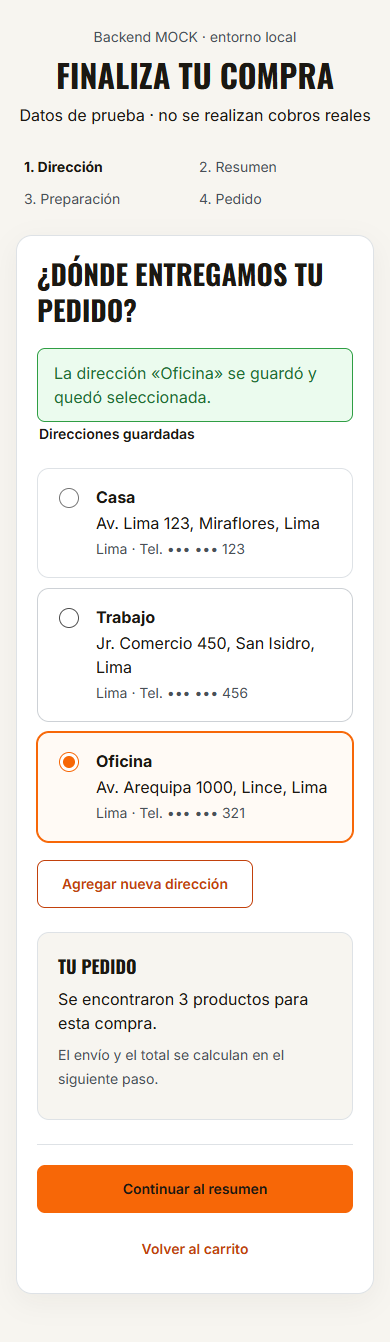 Backend MOCK · entorno local
FINALIZA TU COMPRA
Datos de prueba · no se realizan cobros reales
1. Dirección
2. Resumen
3. Preparación
4. Pedido
¿DÓNDE ENTREGAMOS TU
PEDIDO?
La dirección «Oficina» se guardó y
quedó seleccionada.
Direcciones guardadas
Casa
Av. Lima 123, Miraflores, Lima
Lima · Tel. ••• ••• 123
Trabajo
Jr. Comercio 450, San Isidro,
Lima
Lima · Tel. ••• ••• 456
Oficina
Av. Arequipa 1000, Lince, Lima
Lima · Tel. ••• ••• 321
Agregar nueva dirección
TU PEDIDO
Se encontraron 3 productos para
esta compra.
El envío y el total se calculan en el
siguiente paso.
Continuar al resumen
Volver al carrito